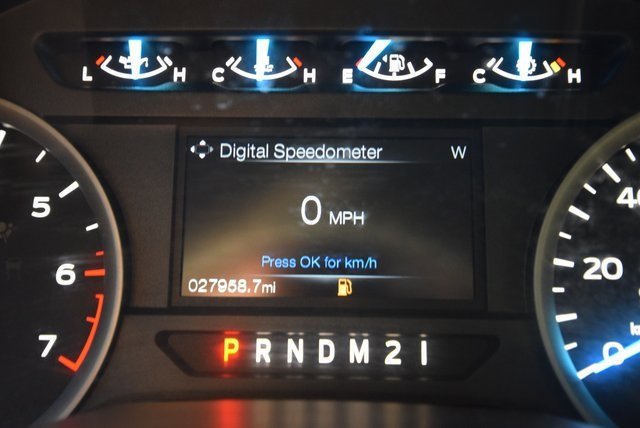 L H C H E F C H
Digital Speedometer W
0 MPH
Press OK for km/h
027958.7mi
P R N D M 2 1
5
6
7
40
20
0